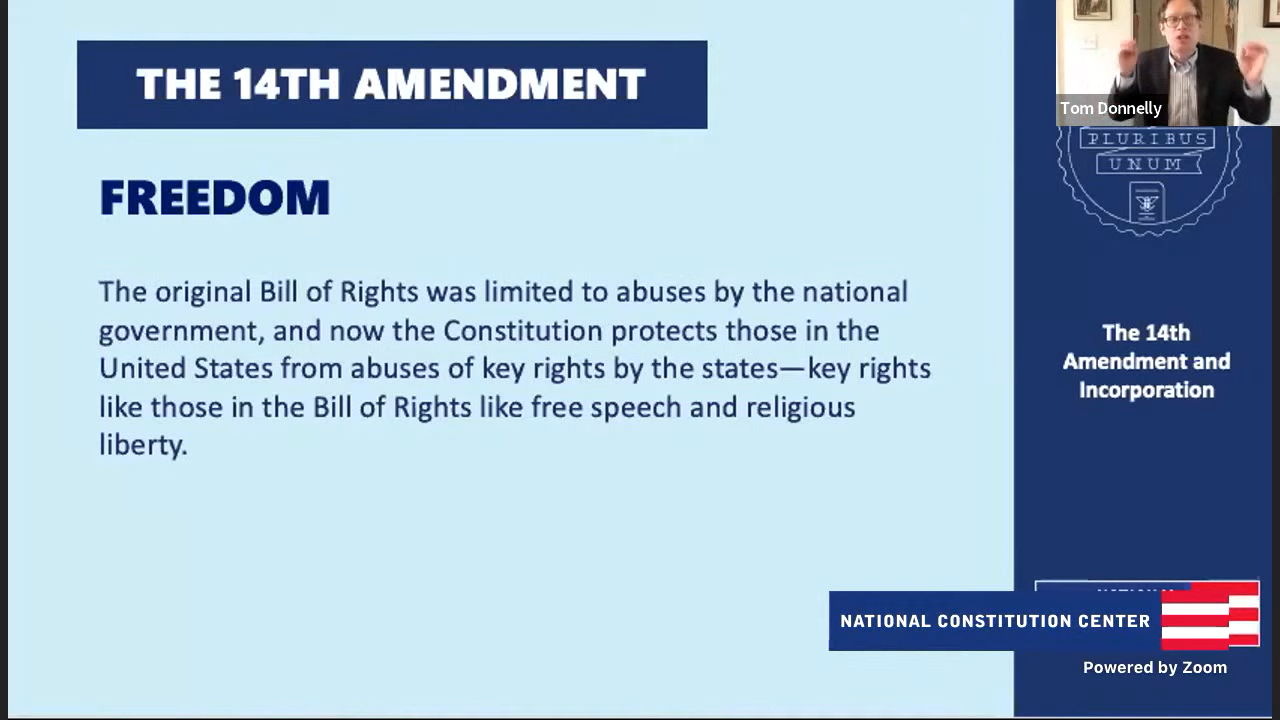 THE 14TH AMENDMENT
FREEDOM
The original Bill of Rights was limited to abuses by the national
government, and now the Constitution protects those in the
United States from abuses of key rights by the states—key rights
like those in the Bill of Rights like free speech and religious
liberty.
Tom Donnelly
PLURIBUS
UNUM
The 14th
Amendment and
Incorporation
NATIONAL CONSTITUTION CENTER
Powered by Zoom